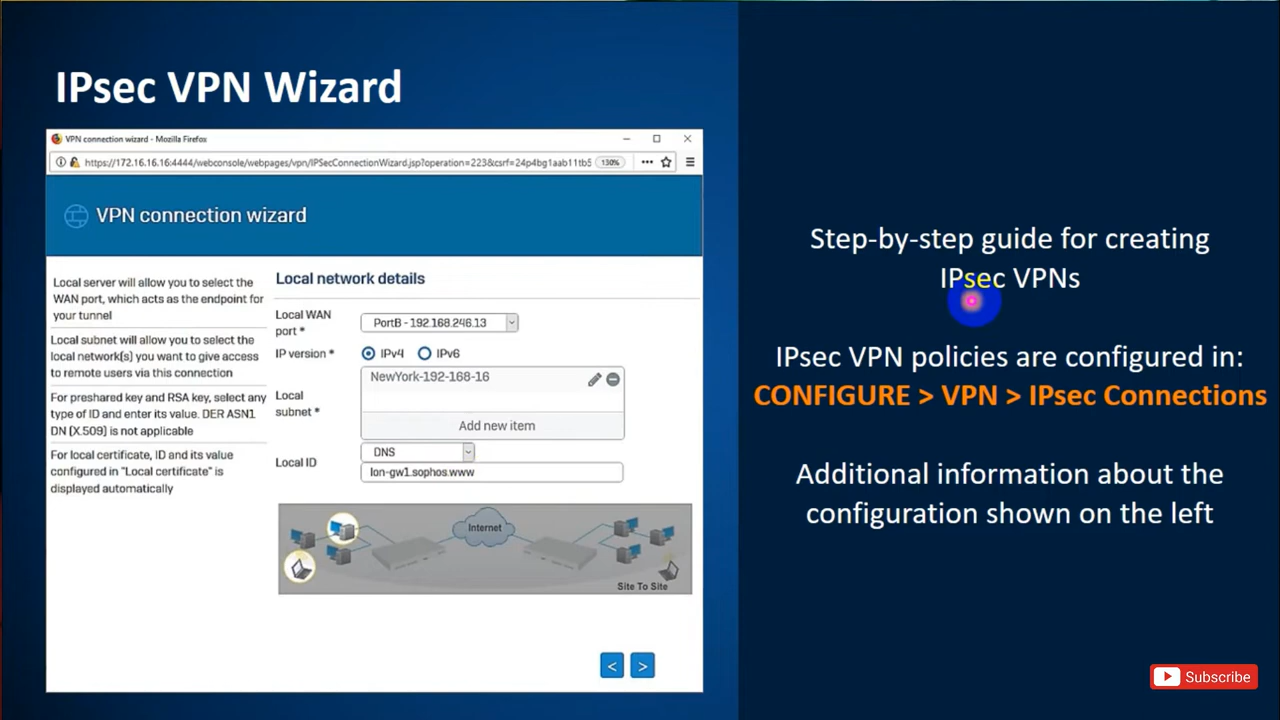 IPsec VPN Wizard
VPN connection wizard - Mozilla Firefox
https://172.16.16.16:4444/webconsole/webpages/vpn/IPSecConnectionWizard.jsp?operation=223&csrf=24p4bg1aab11tb5
130%
VPN connection wizard
Local server will allow you to select the
WAN port, which acts as the endpoint for
your tunnel
Local subnet will allow you to select the
local network(s) you want to give access
to remote users via this connection
For preshared key and RSA key, select any
type of ID and enter its value. DER ASN1
DN (X.509) is not applicable
For local certificate, ID and its value
configured in "Local certificate" is
displayed automatically
Local network details
Local WAN
port *
PortB - 192.168.246.13
IP version *
IPv4
IPv6
Local
subnet *
NewYork-192-168-16
Add new item
Local ID
DNS
lon-gw1.sophos.www
Internet
Site To Site
<
>
Step-by-step guide for creating
IPsec VPNs
IPsec VPN policies are configured in:
CONFIGURE > VPN > IPsec Connections
Additional information about the
configuration shown on the left
Subscribe